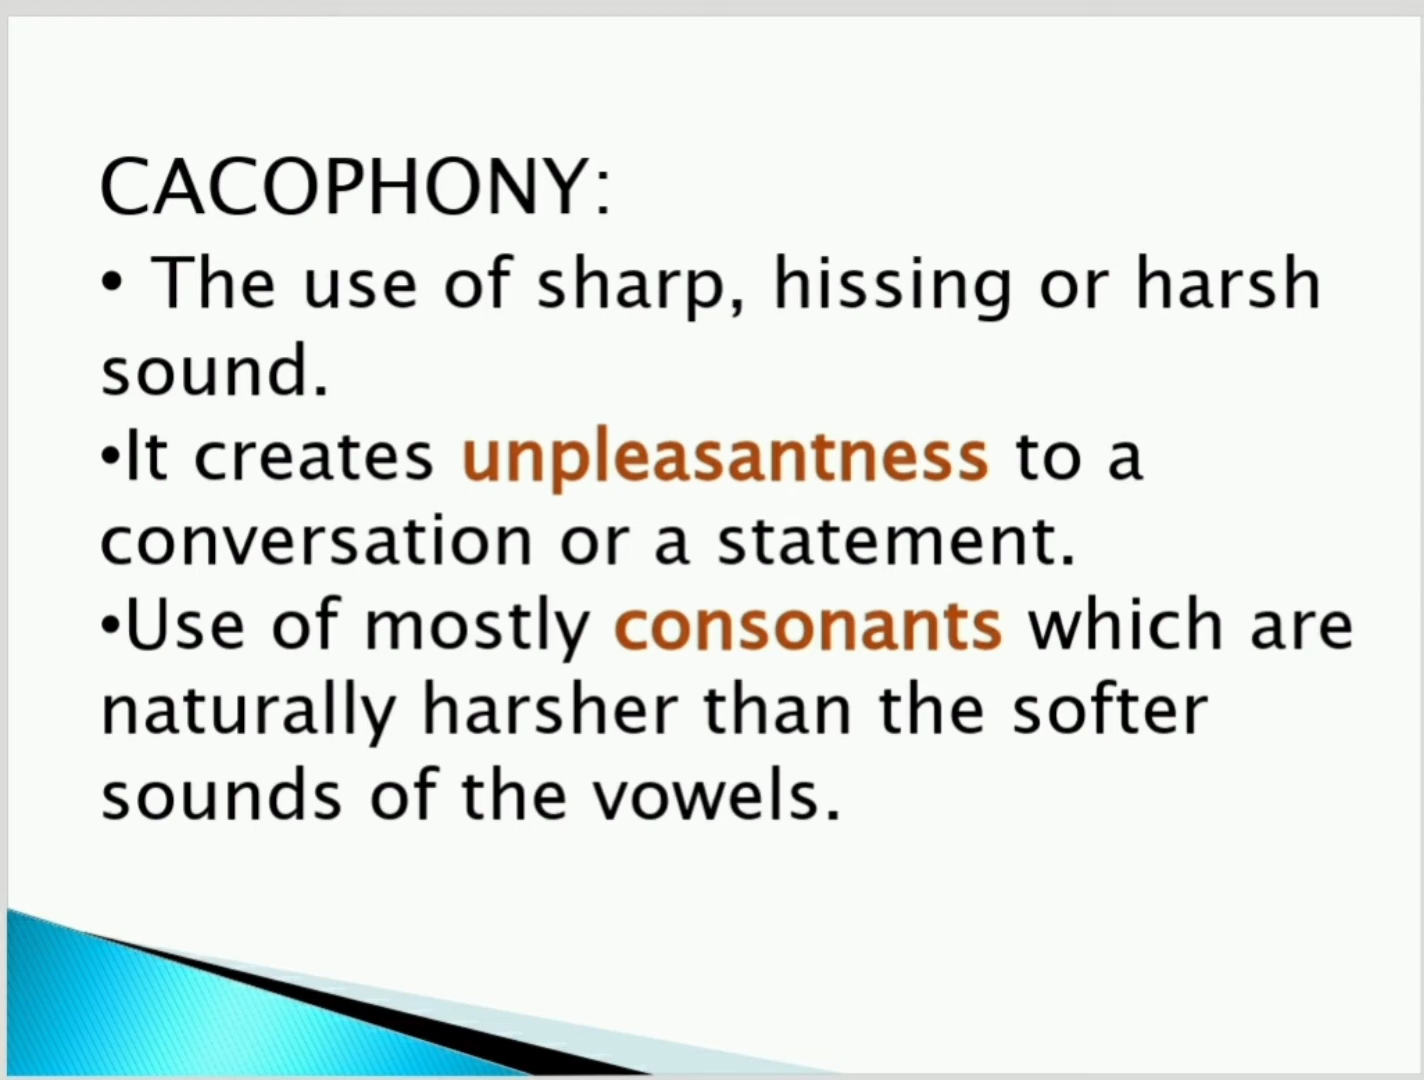 CACOPHONY:
• The use of sharp, hissing or harsh
sound.
•It creates unpleasantness to a
conversation or a statement.
•Use of mostly consonants which are
naturally harsher than the softer
sounds of the vowels.